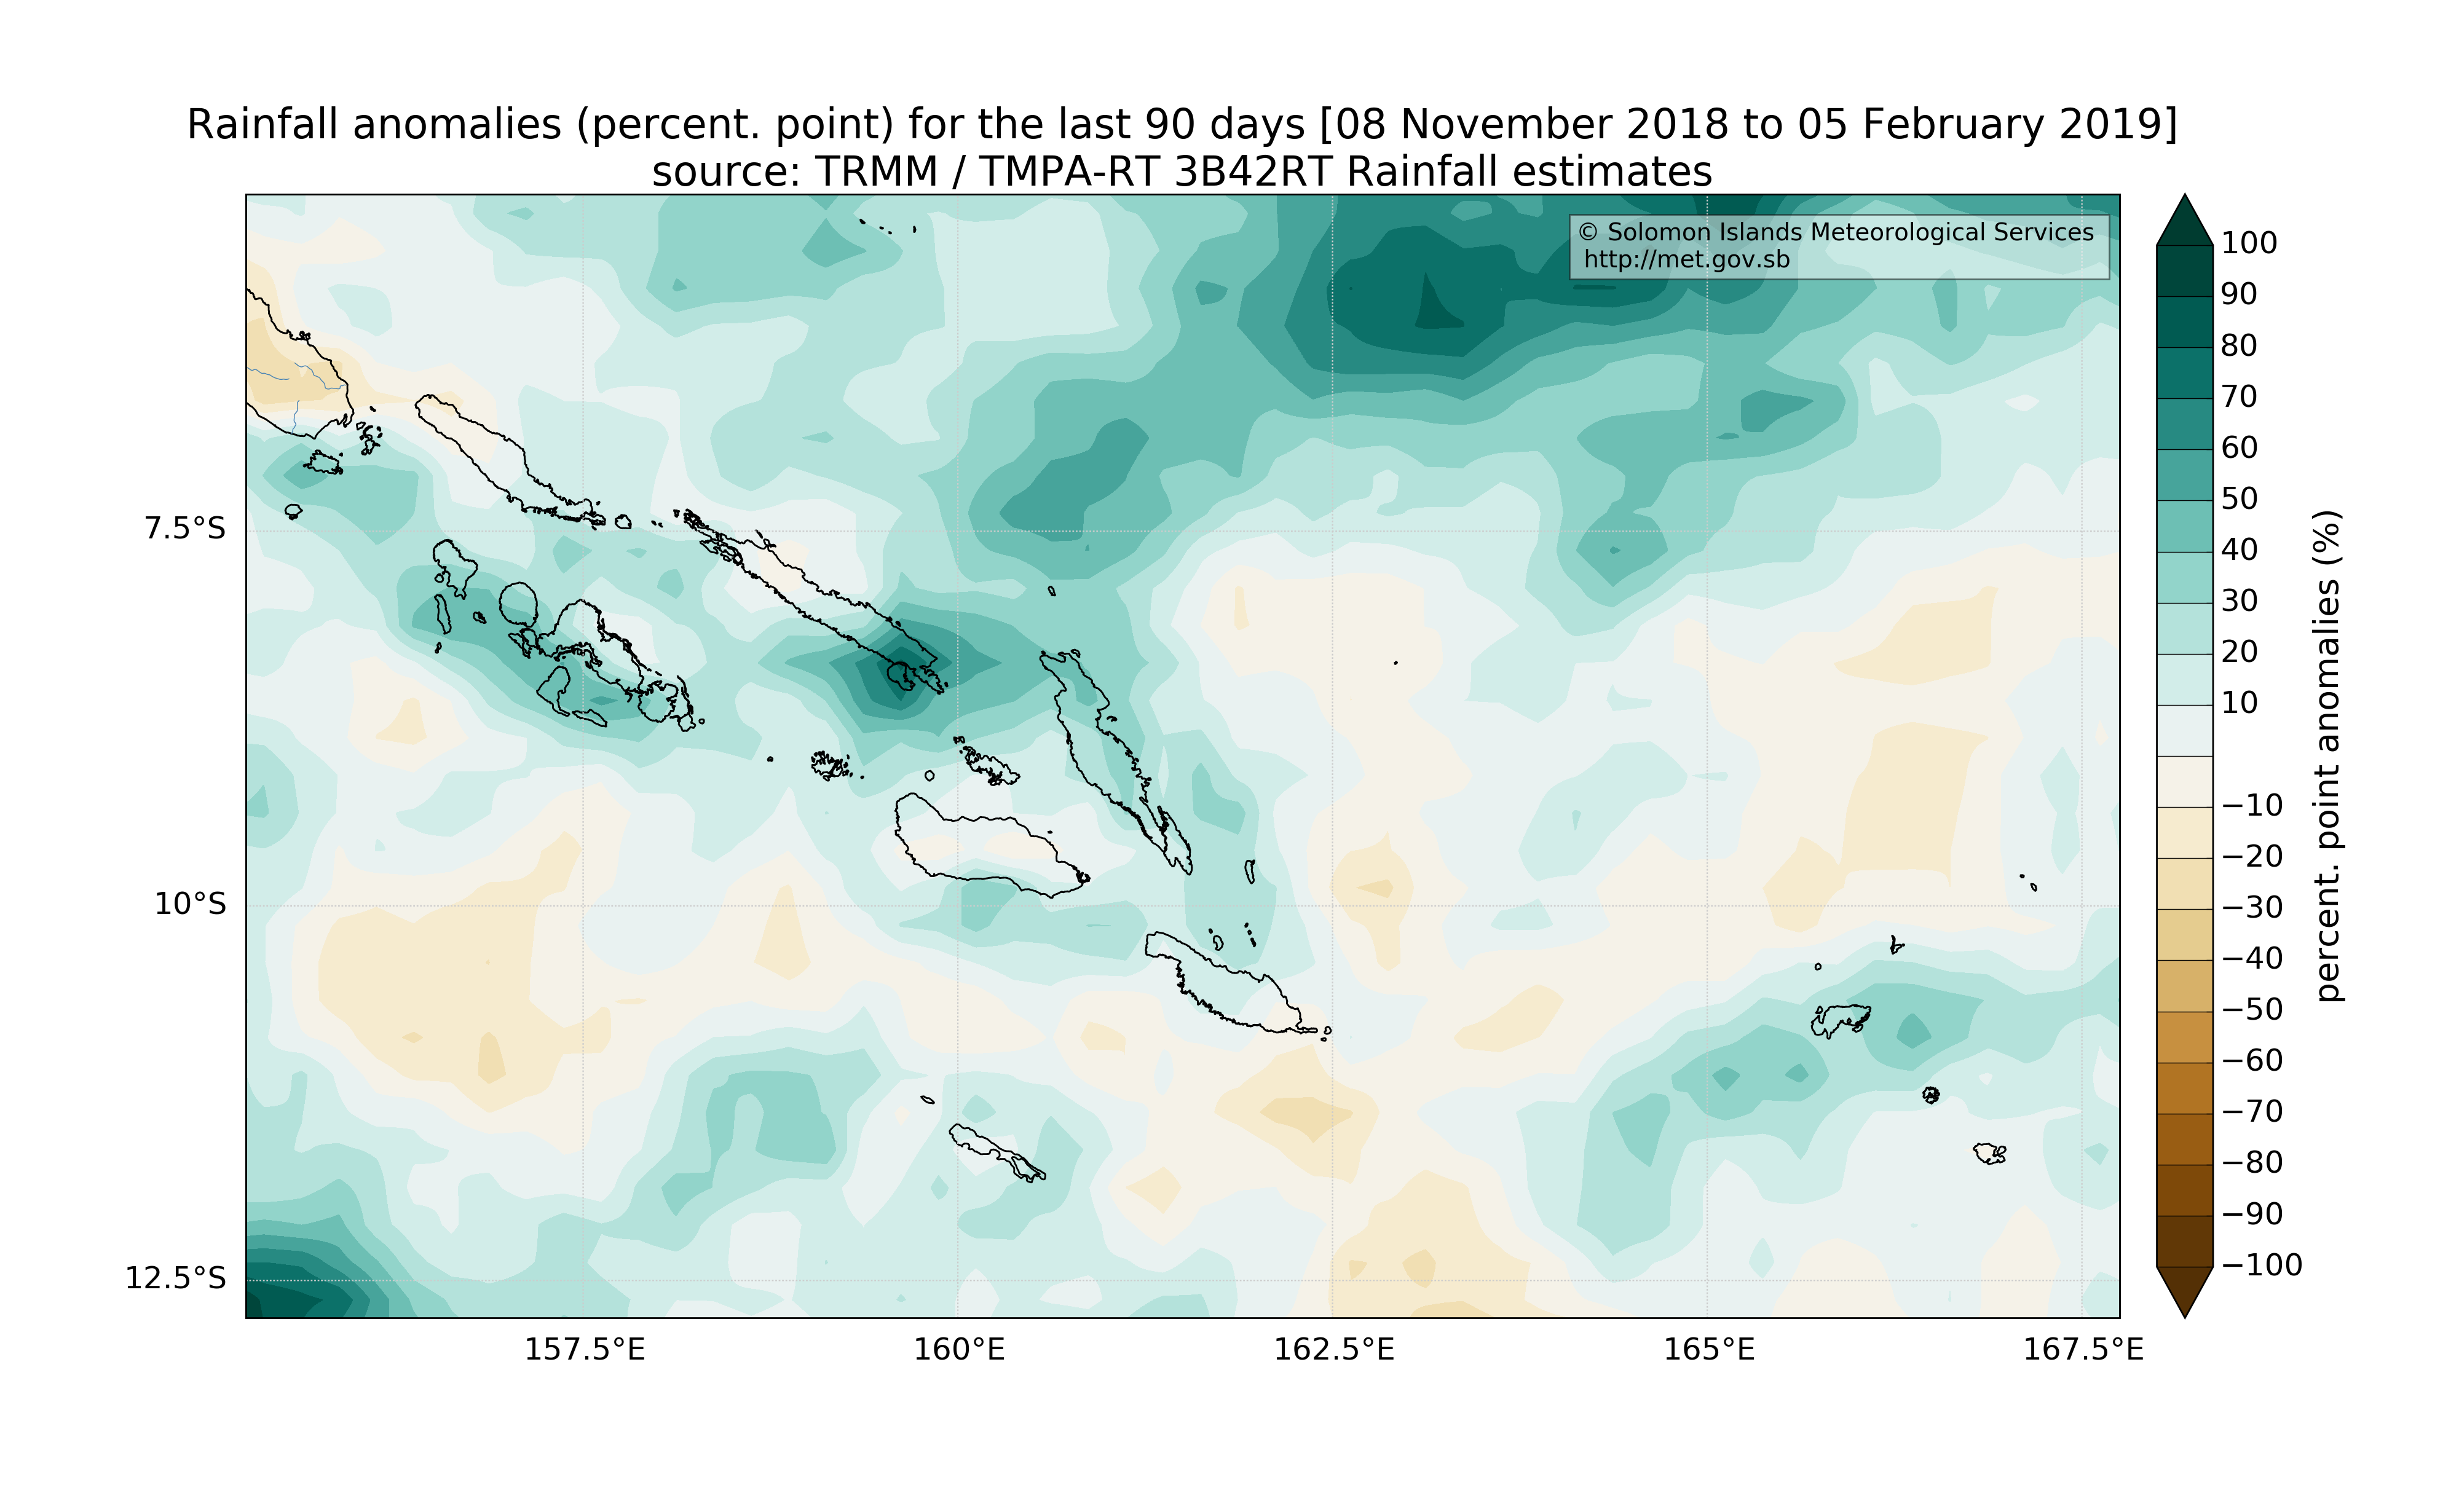 Rainfall anomalies (percent. point) for the last 90 days [08 November 2018 to 05 February 2019]
source: TRMM / TMPA-RT 3B42RT Rainfall estimates
© Solomon Islands Meteorological Services
http://met.gov.sb
7.5°S
10°S
12.5°S
157.5°E
160°E
162.5°E
165°E
167.5°E
100
90
80
70
60
50
40
30
20
10
−10
−20
−30
−40
−50
−60
−70
−80
−90
−100
percent. point anomalies (%)